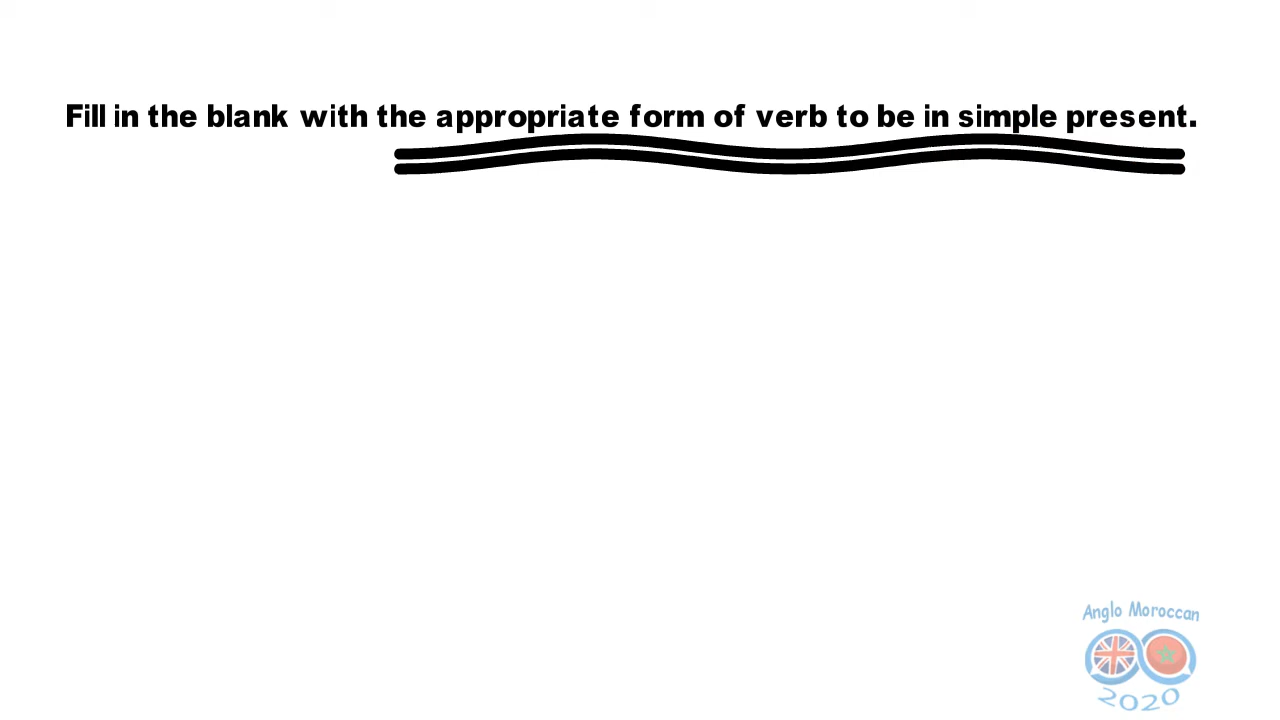 Fill in the blank with the appropriate form of verb to be in simple present.
Anglo Moroccan
2020